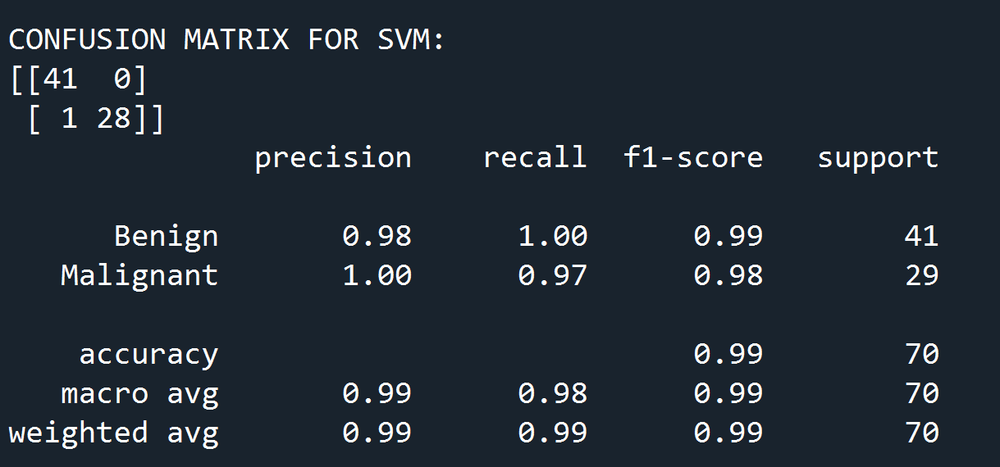 CONFUSION MATRIX FOR SVM:
[[41  0]
 [ 1 28]]
              precision    recall  f1-score   support

      Benign       0.98      1.00      0.99        41
   Malignant       1.00      0.97      0.98        29

    accuracy                           0.99        70
   macro avg       0.99      0.98      0.99        70
weighted avg       0.99      0.99      0.99        70